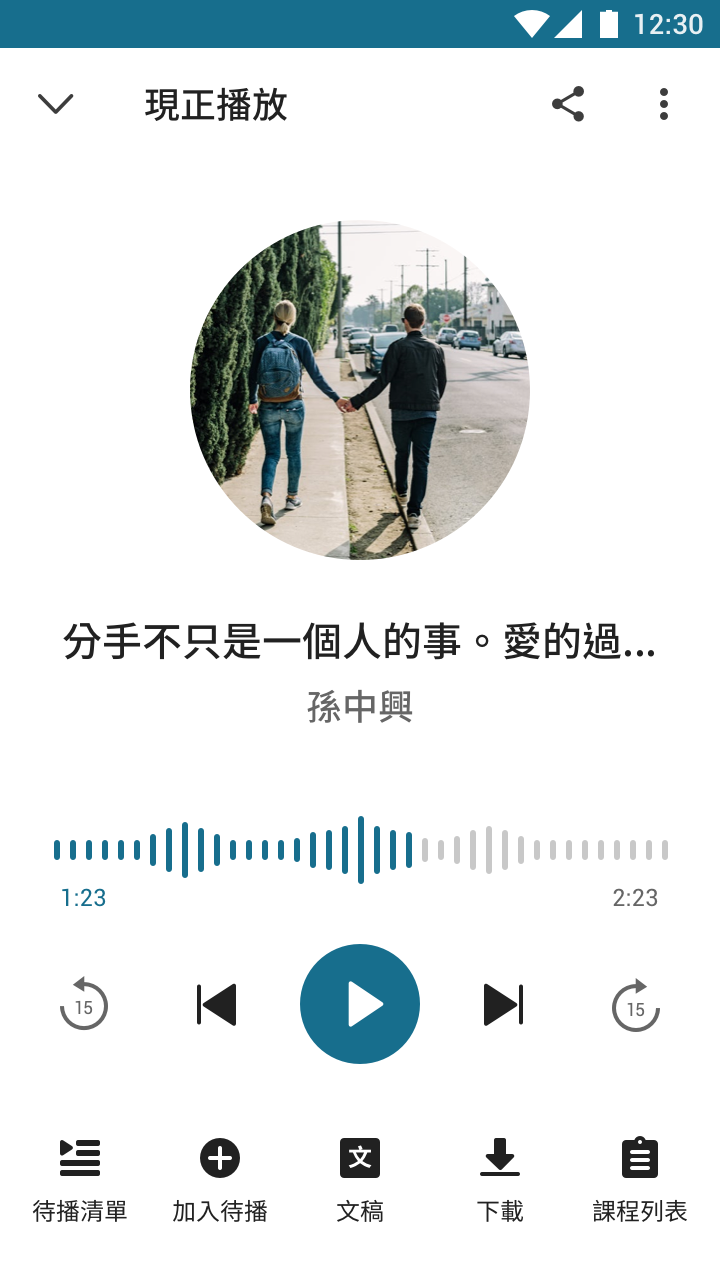 12:30
現正播放
分手不只是一個人的事。愛的過...
孫中興
1:23
2:23
15
15
待播清單
加入待播
文
文稿
下載
課程列表